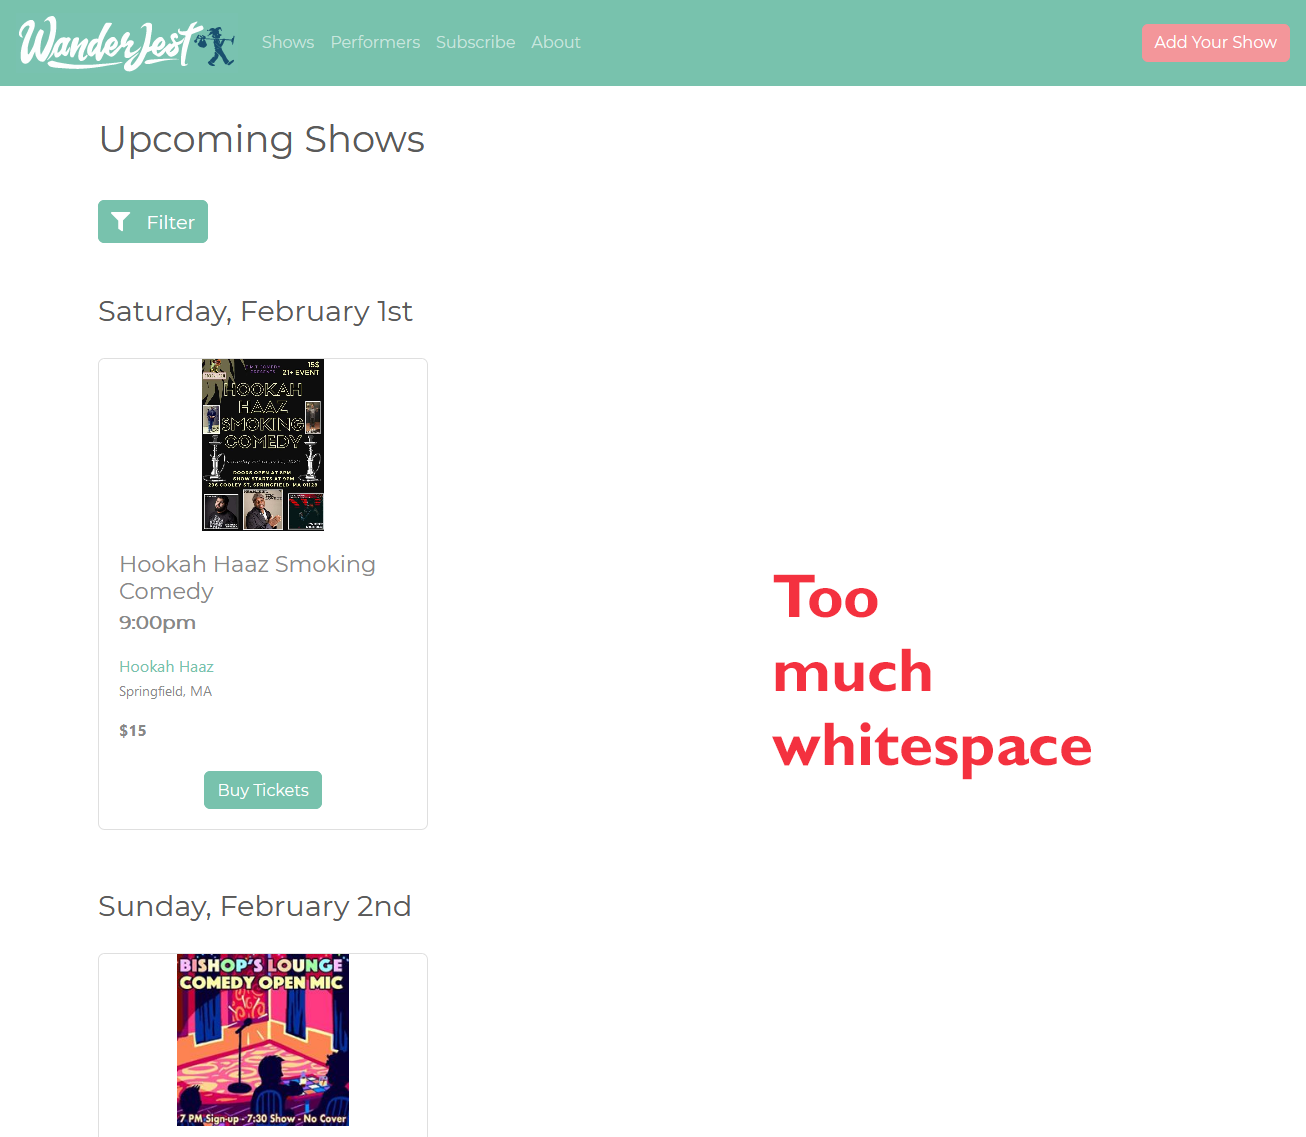 WanderJest
Shows Performers Subscribe About
Add Your Show
Upcoming Shows
Filter
Saturday, February 1st
15$
21+ EVENT
HOOKAH
HAAZ
SMOKING
COMEDY
DOORS OPEN AT 8PM
SHOW STARTS AT 9PM
296 COOLEY ST, SPRINGFIELD, MA 01128
Hookah Haaz Smoking
Comedy
9:00pm
Hookah Haaz
Springfield, MA
$15
Buy Tickets
Too
much
whitespace
Sunday, February 2nd
BISHOP'S LOUNGE
COMEDY OPEN MIC
7 PM Sign-up - 7:30 Show - No Cover